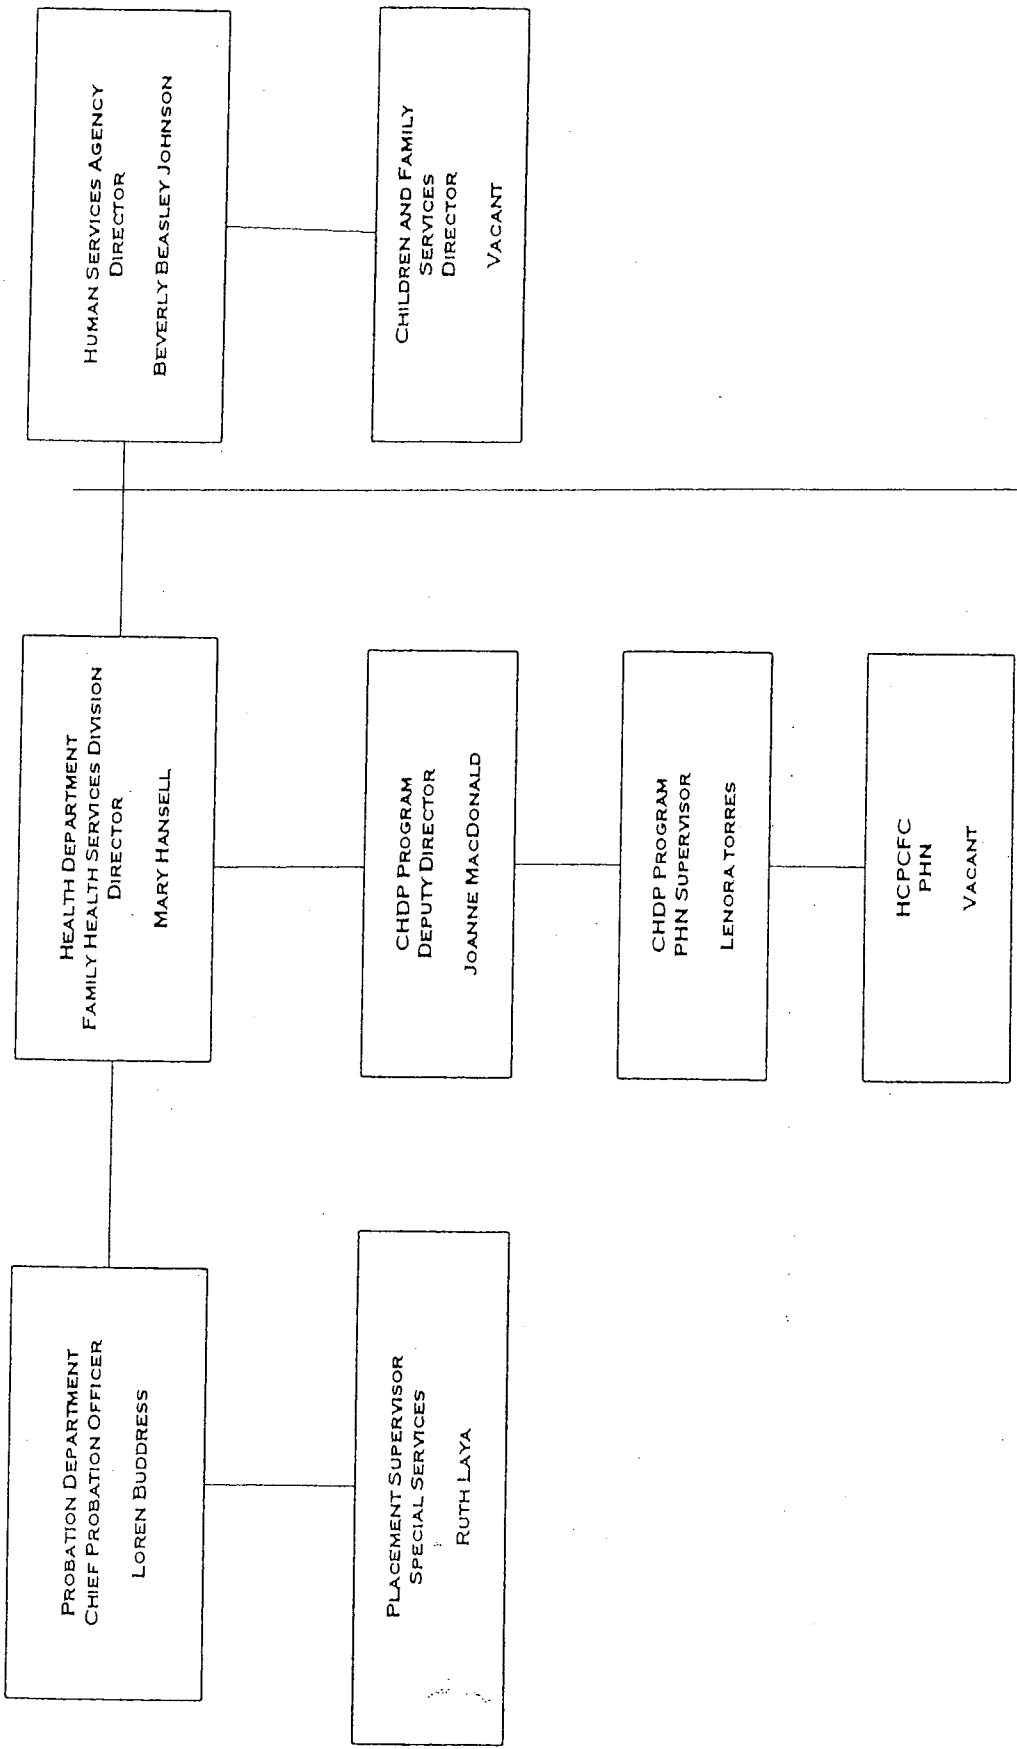 PROBATION DEPARTMENT
CHIEF PROBATION OFFICER
LOREN BUDDRESS
HEALTH DEPARTMENT
FAMILY HEALTH SERVICES DIVISION
DIRECTOR
MARY HANSELL
HUMAN SERVICES AGENCY
DIRECTOR
BEVERLY BEASLEY JOHNSON
PLACEMENT SUPERVISOR
SPECIAL SERVICES
RUTH LAYA
CHDP PROGRAM
DEPUTY DIRECTOR
JOANNE MACDONALD
CHILDREN AND FAMILY
SERVICES
DIRECTOR
VACANT
CHDP PROGRAM
PHN SUPERVISOR
LENORA TORRES
HCPCFC
PHN
VACANT